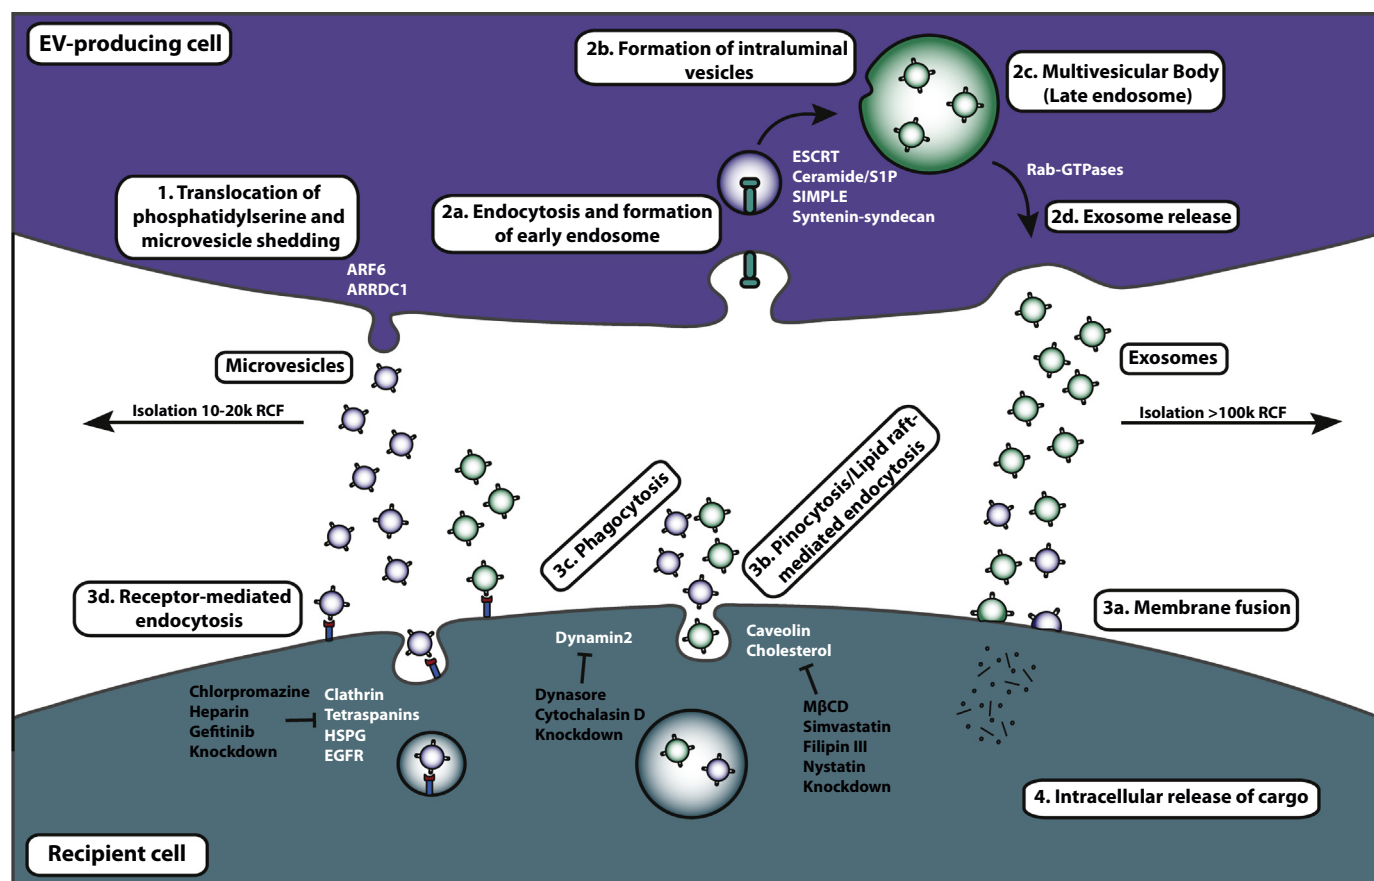 EV-producing cell
2b. Formation of intraluminal
vesicles
2c. Multivesicular Body
(Late endosome)
ESCRT
Ceramide/S1P
SIMPLE
Syntenin-syndecan
Rab-GTPases
1. Translocation of
phosphatidylserine and
microvesicle shedding
2a. Endocytosis and formation
of early endosome
2d. Exosome release
ARF6
ARRDC1
Microvesicles
Exosomes
Isolation 10-20k RCF
Isolation >100k RCF
3c. Phagocytosis
3b. Pinocytosis/Lipid raft-
mediated endocytosis
3d. Receptor-mediated
endocytosis
3a. Membrane fusion
Dynamin2
Caveolin
Cholesterol
Chlorpromazine
Heparin
Gefitinib
Knockdown
Clathrin
Tetraspanins
HSPG
EGFR
Dynasore
Cytochalasin D
Knockdown
MβCD
Simvastatin
Filipin III
Nystatin
Knockdown
4. Intracellular release of cargo
Recipient cell